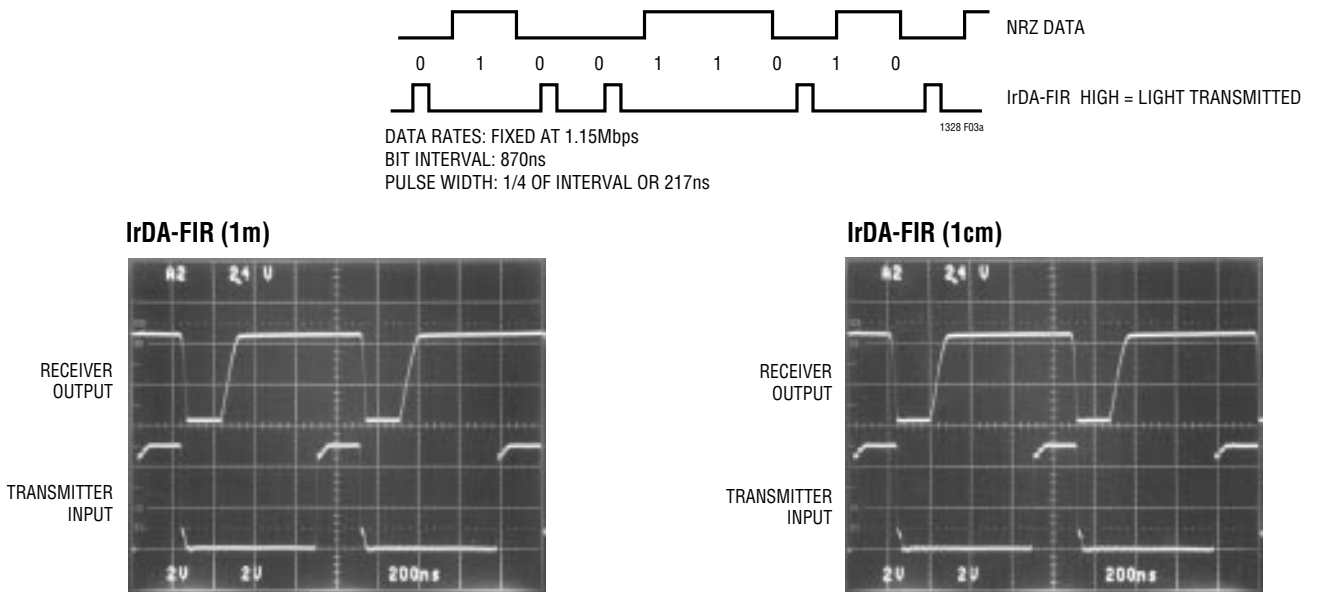 NRZ DATA
0 1 0 0 1 1 0 1 0
IrDA-FIR HIGH = LIGHT TRANSMITTED
1328 F03a
DATA RATES: FIXED AT 1.15Mbps
BIT INTERVAL: 870ns
PULSE WIDTH: 1/4 OF INTERVAL OR 217ns
IrDA-FIR (1m)
A2 2.4 V
RECEIVER
OUTPUT
TRANSMITTER
INPUT
2V 2V 200ns
IrDA-FIR (1cm)
A2 2.4 V
RECEIVER
OUTPUT
TRANSMITTER
INPUT
2V 2V 200ns